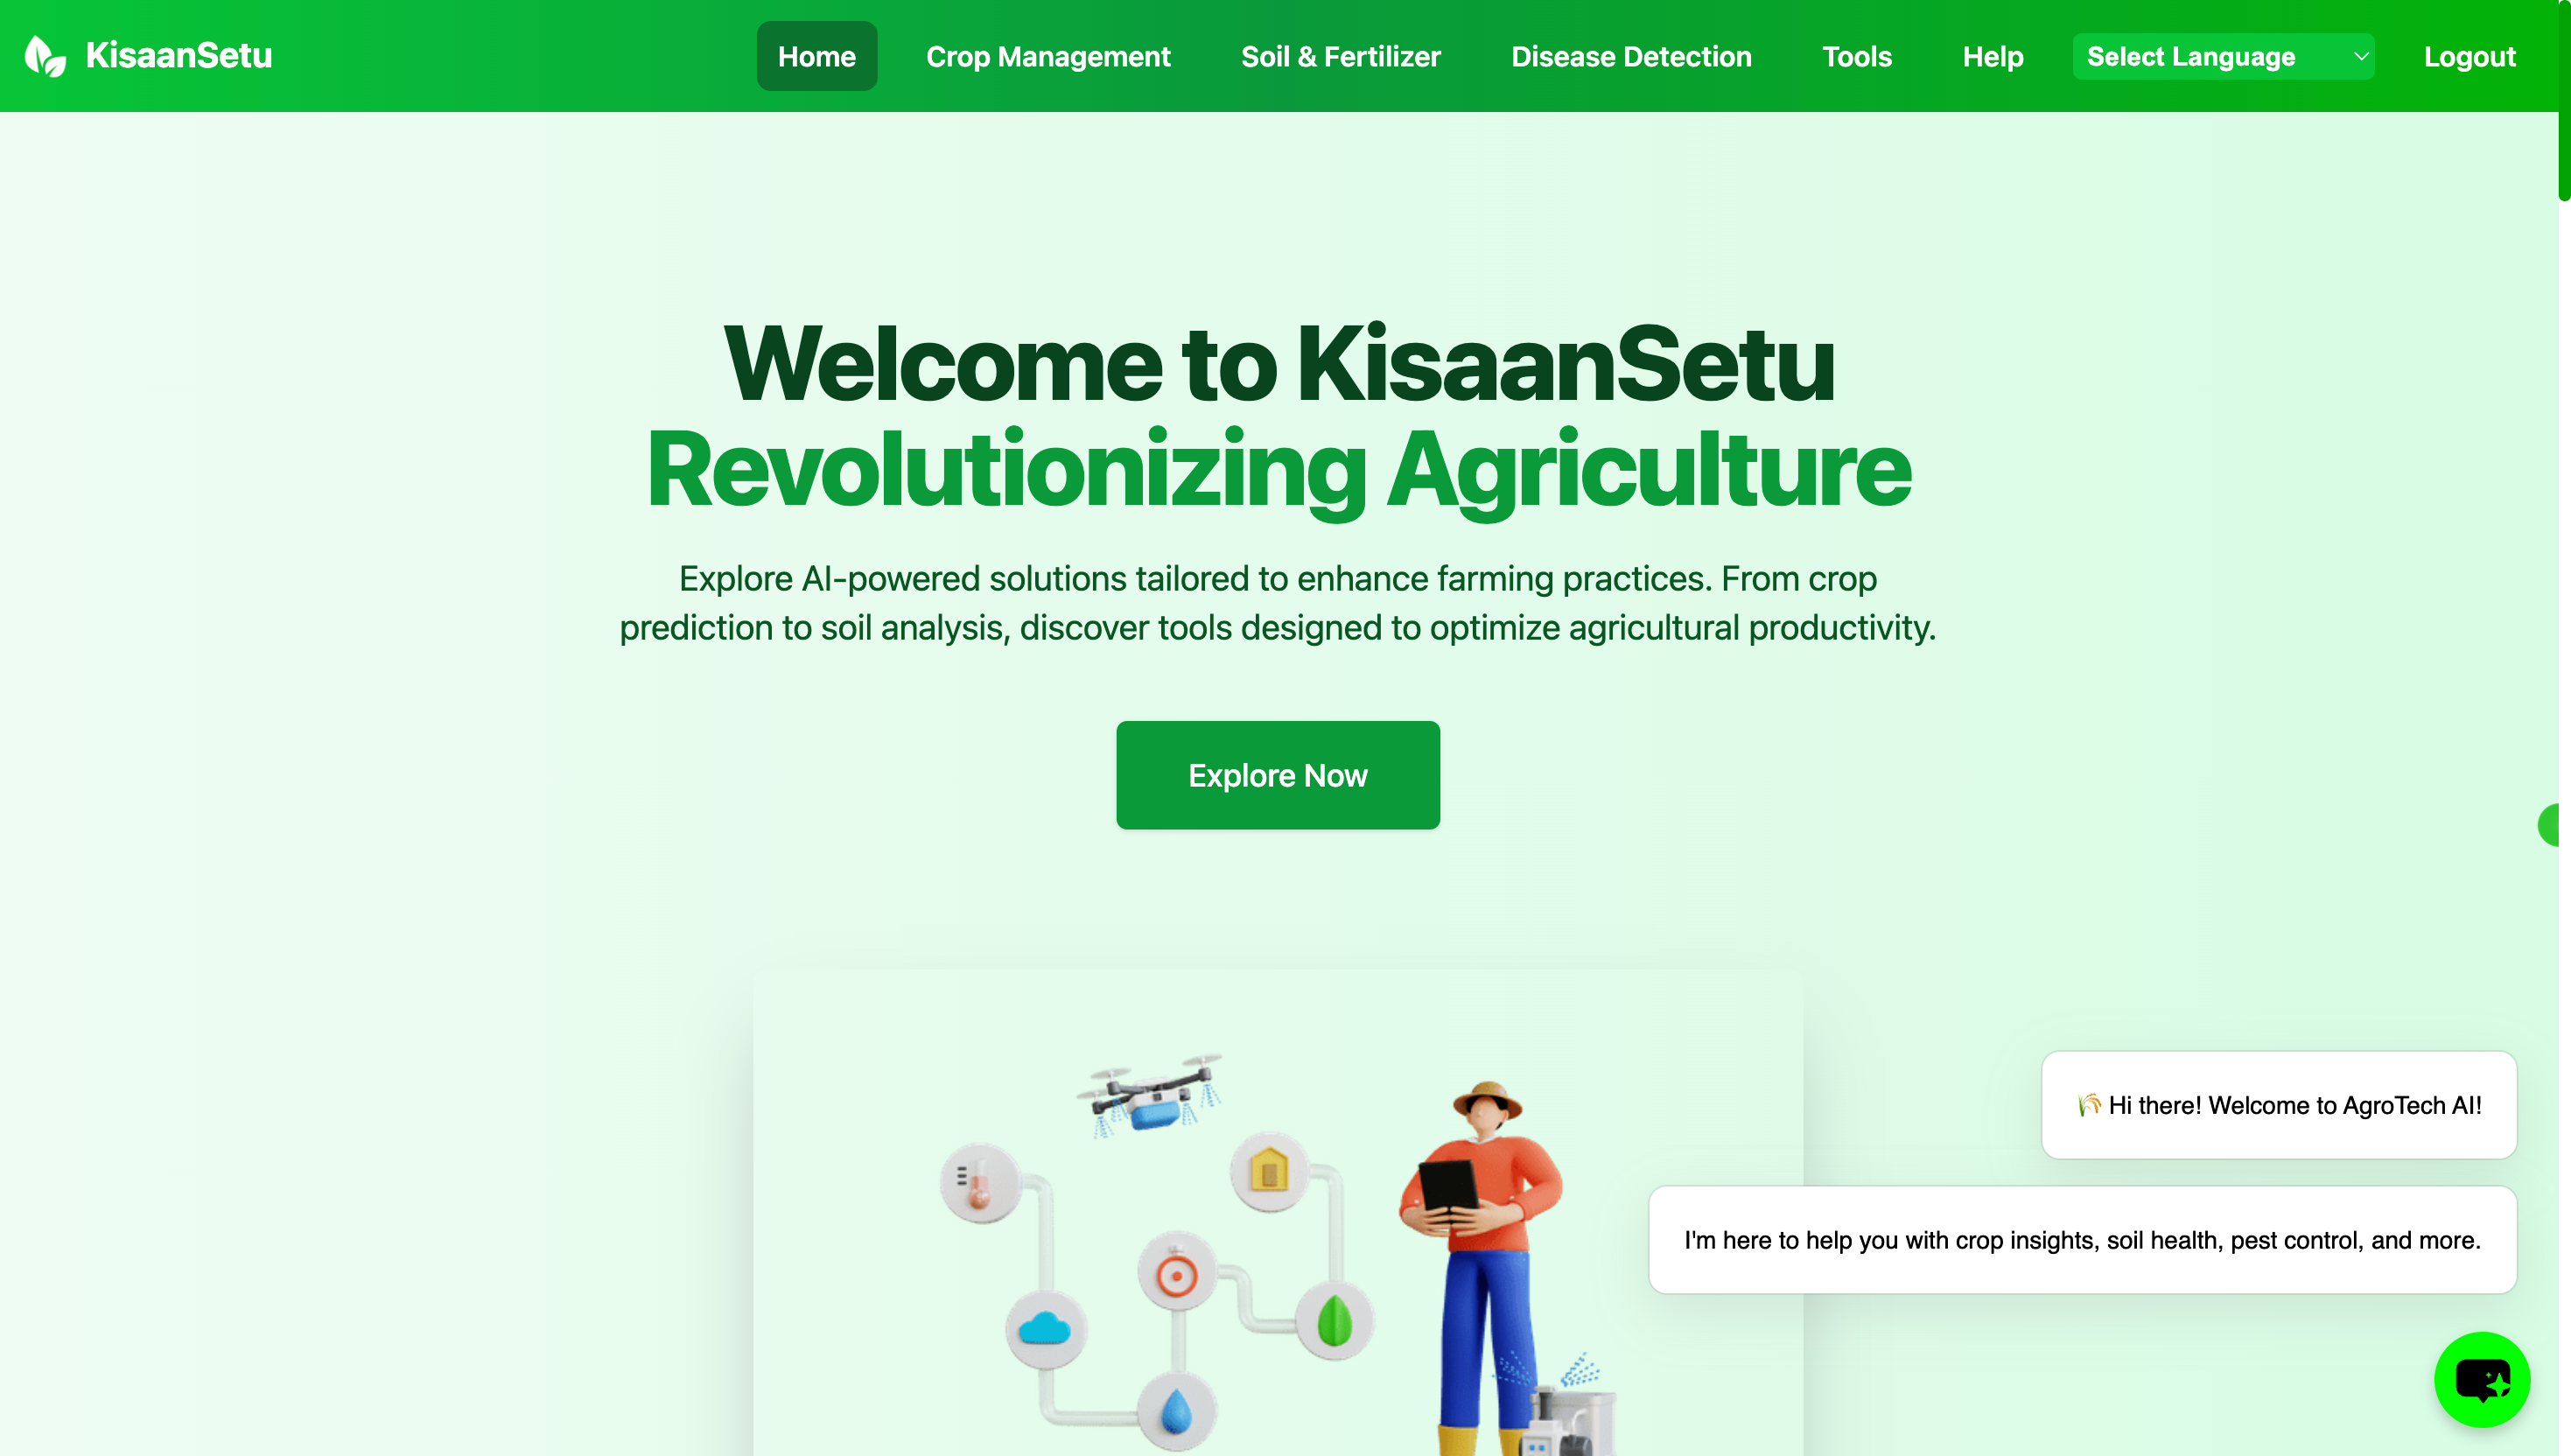 KisaanSetu
Home
Crop Management
Soil & Fertilizer
Disease Detection
Tools
Help
Select Language
Logout
Welcome to KisaanSetu
Revolutionizing Agriculture
Explore AI-powered solutions tailored to enhance farming practices. From crop
prediction to soil analysis, discover tools designed to optimize agricultural productivity.
Explore Now
🌾 Hi there! Welcome to AgroTech AI!
I'm here to help you with crop insights, soil health, pest control, and more.